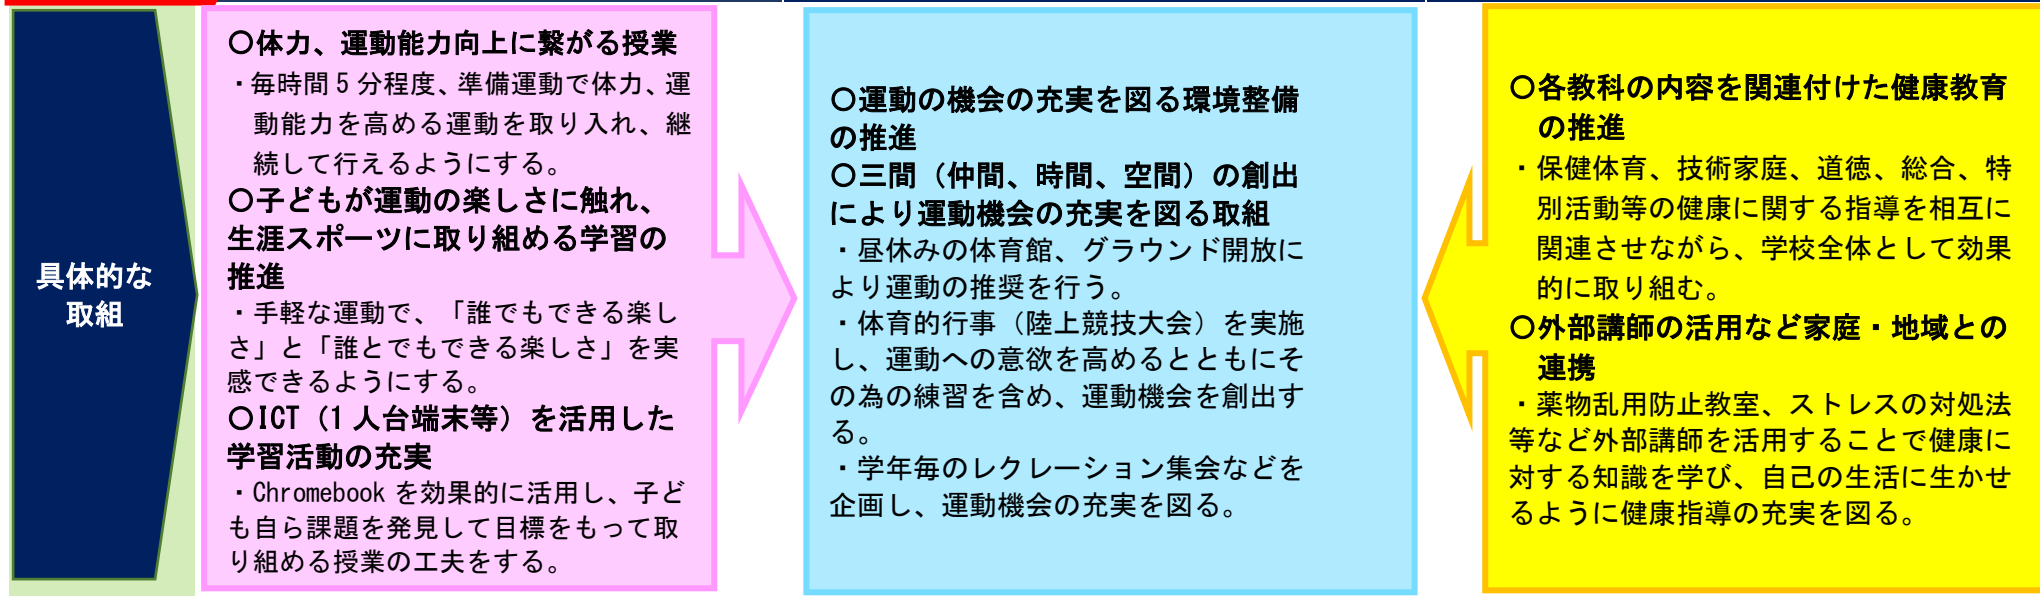 具体的な
取組
〇体力、運動能力向上に繋がる授業
・毎時間５分程度、準備運動で体力、運
動能力を高める運動を取り入れ、継
続して行えるようにする。
〇子どもが運動の楽しさに触れ、
生涯スポーツに取り組める学習の
推進
・手軽な運動で、「誰でもできる楽し
さ」と「誰とでもできる楽しさ」を実
感できるようにする。
〇ICT（1人台端末等）を活用した
学習活動の充実
・Chromebook を効果的に活用し、子ど
も自ら課題を発見して目標をもって取
り組める授業の工夫をする。
〇運動の機会の充実を図る環境整備
の推進
〇三間（仲間、時間、空間）の創出
により運動機会の充実を図る取組
・昼休みの体育館、グラウンド開放に
より運動の推奨を行う。
・体育的行事（陸上競技大会）を実施
し、運動への意欲を高めるとともにそ
の為の練習を含め、運動機会を創出す
る。
・学年毎のレクレーション集会などを
企画し、運動機会の充実を図る。
〇各教科の内容を関連付けた健康教育
の推進
・保健体育、技術家庭、道徳、総合、特
別活動等の健康に関する指導を相互に
関連させながら、学校全体として効果
的に取り組む。
〇外部講師の活用など家庭・地域との
連携
・薬物乱用防止教室、ストレスの対処法
等など外部講師を活用することで健康に
対する知識を学び、自己の生活に生かせ
るように健康指導の充実を図る。